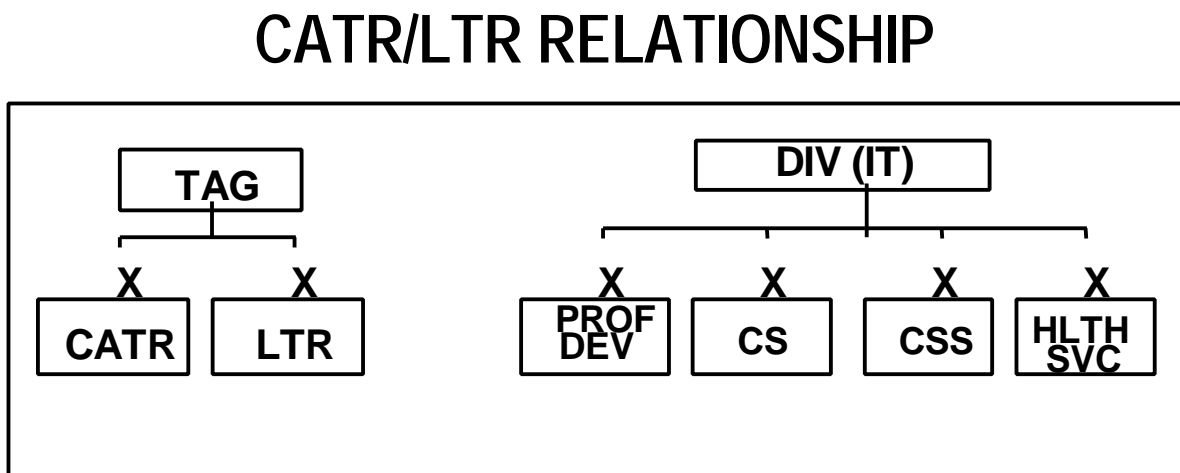 CATR/LTR RELATIONSHIP
TAG
DIV (IT)
X X X X X X
CATR
LTR
PROF
DEV
CS
CSS
HLTH
SVC